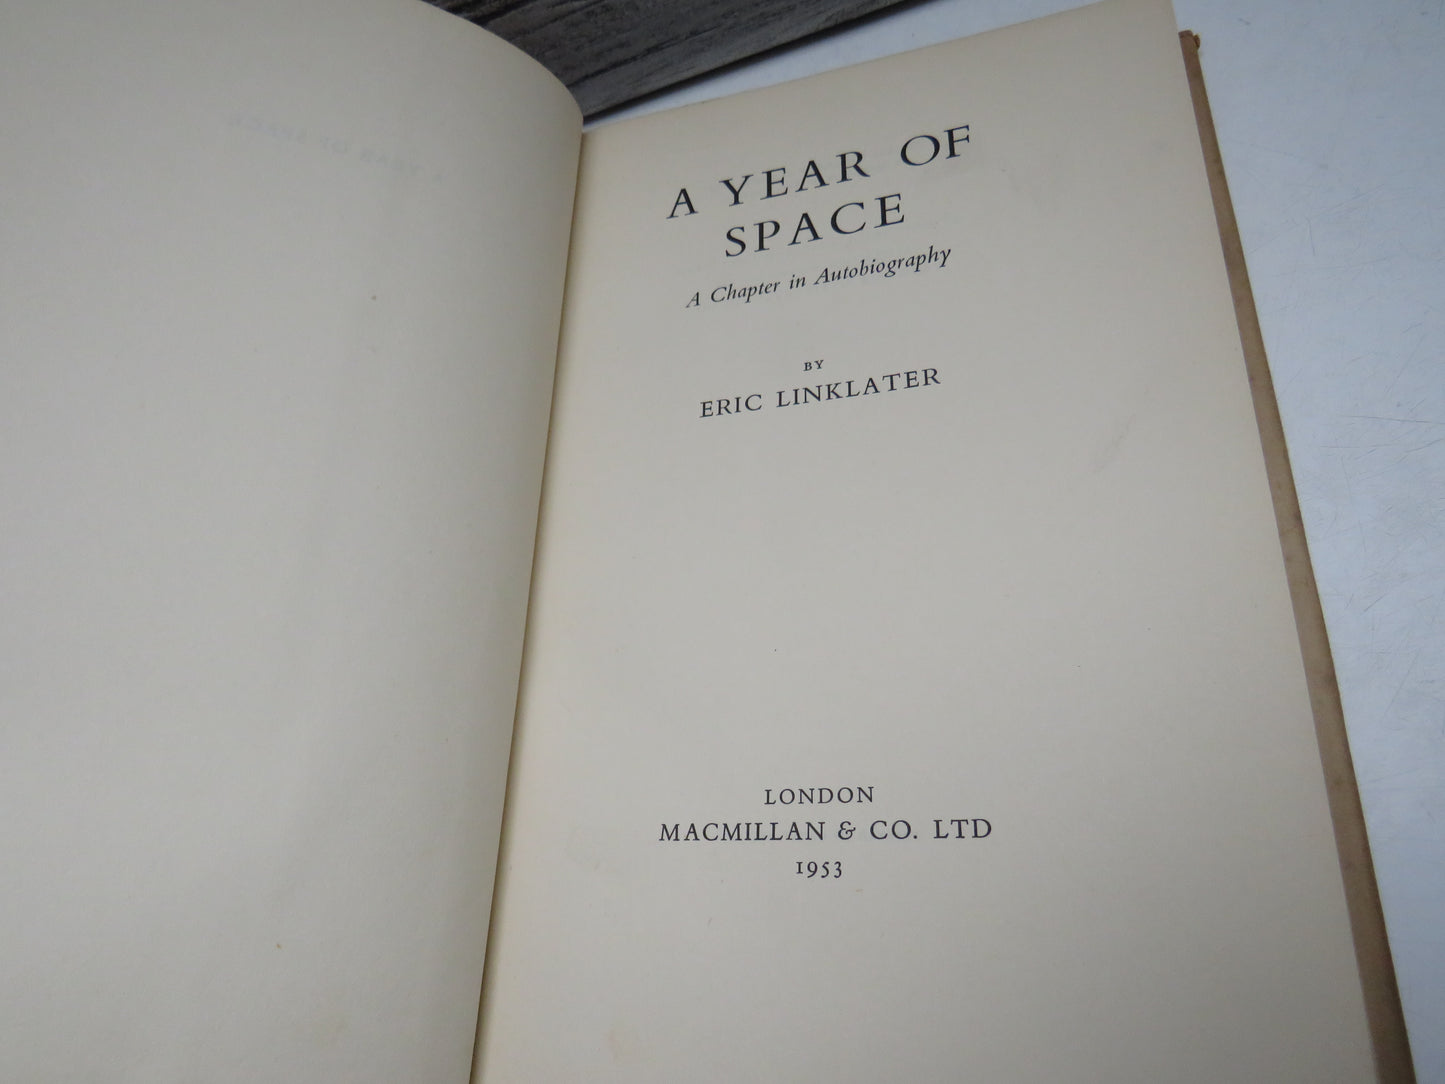 A YEAR OF
SPACE
A Chapter in Autobiography
BY
ERIC LINKLATER
LONDON
MACMILLAN & CO. LTD
1953